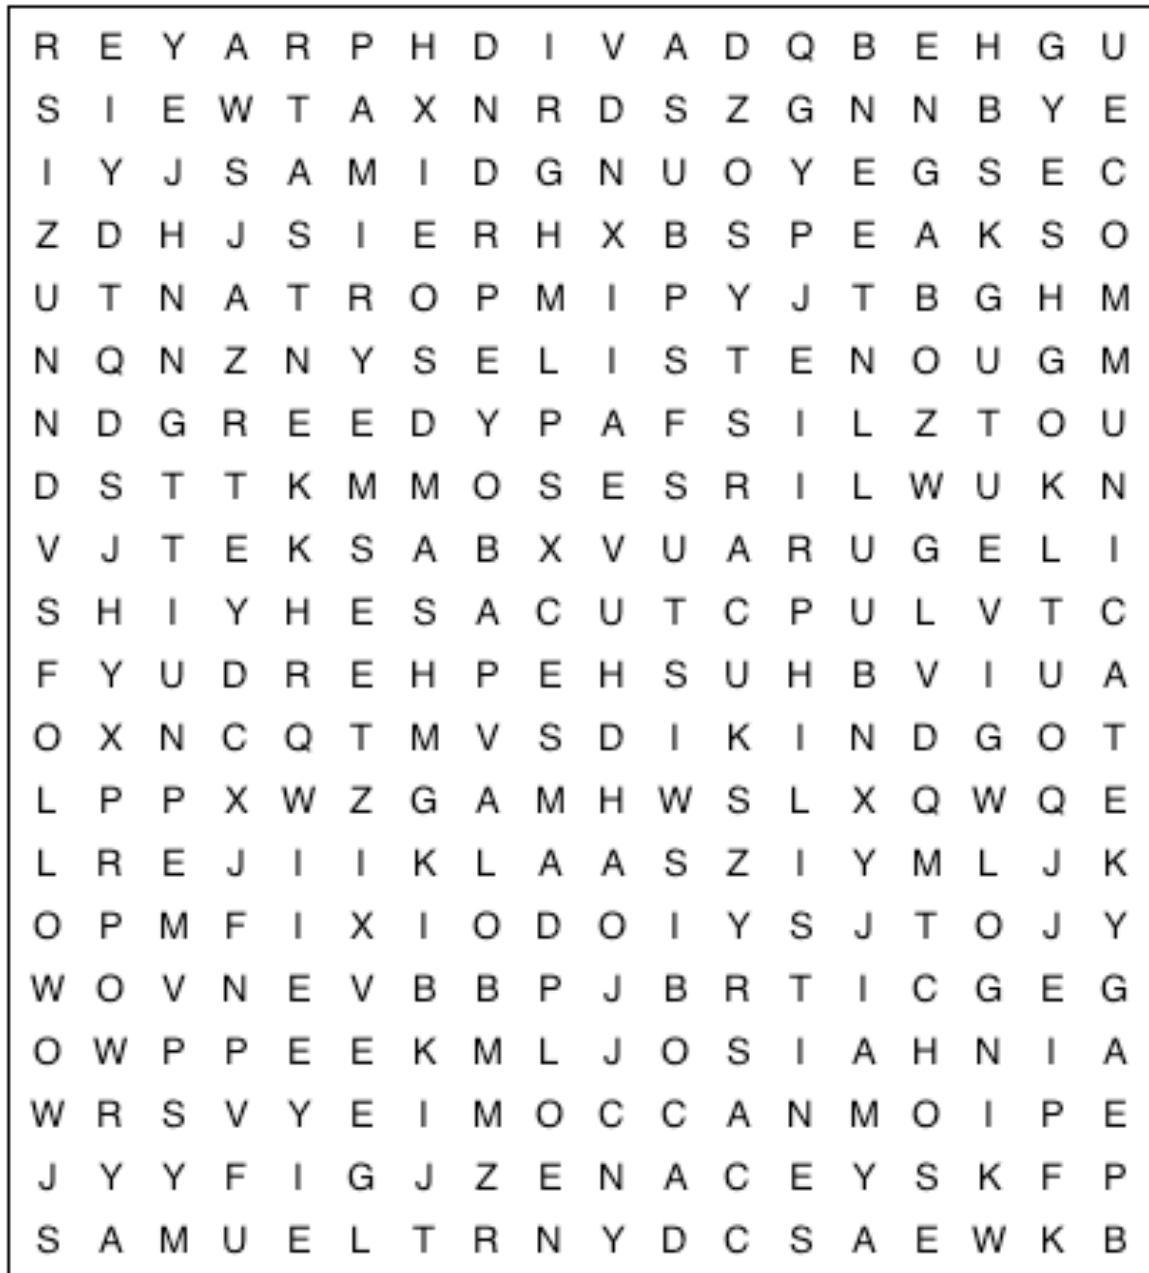 R E Y A R P H D I V A D Q B E H G U
S I E W T A X N R D S Z G N N B Y E
I Y J S A M I D G N U O Y E G S E C
Z D H J S I E R H X B S P E A K S O
U T N A T R O P M I P Y J T B G H M
N Q N Z N Y S E L I S T E N O U G M
N D G R E E D Y P A F S I L Z T O U
D S T T K M M O S E S R I L W U K N
V J T E K S A B X V U A R U G E L I
S H I Y H E S A C U T C P U L V T C
F Y U D R E H P E H S U H B V I U A
O X N C Q T M V S D I K I N D G O T
L P P X W Z G A M H W S L X Q W Q E
L R E J I I K L A A S Z I Y M L J K
O P M F I X I O D O I Y S J T O J Y
W O V N E V B B P J B R T I C G E G
O W P P E E K M L J O S I A H N I A
W R S V Y E I M O C C A N M O I P E
J Y Y F I G J Z E N A C E Y S K F P
S A M U E L T R N Y D C S A E W K B